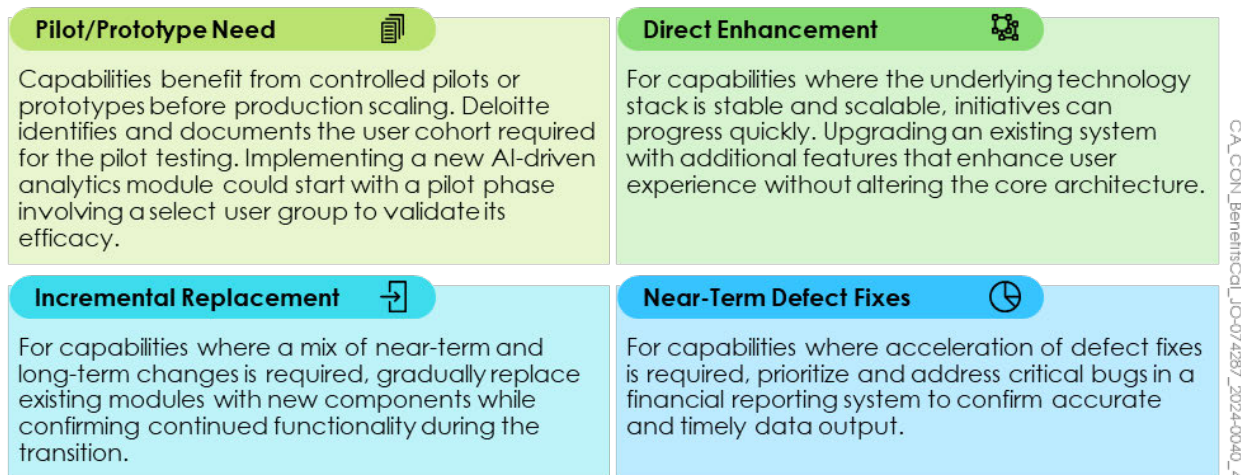 Pilot/Prototype Need
Capabilities benefit from controlled pilots or
prototypes before production scaling. Deloitte
identifies and documents the user cohort required
for the pilot testing. Implementing a new AI-driven
analytics module could start with a pilot phase
involving a select user group to validate its
efficacy.
Direct Enhancement
For capabilities where the underlying technology
stack is stable and scalable, initiatives can
progress quickly. Upgrading an existing system
with additional features that enhance user
experience without altering the core architecture.
Incremental Replacement
For capabilities where a mix of near-term and
long-term changes is required, gradually replace
existing modules with new components while
confirming continued functionality during the
transition.
Near-Term Defect Fixes
For capabilities where acceleration of defect fixes
is required, prioritize and address critical bugs in a
financial reporting system to confirm accurate
and timely data output.
CA_CON_BenefitsCal_JO-074287_2024-0040_